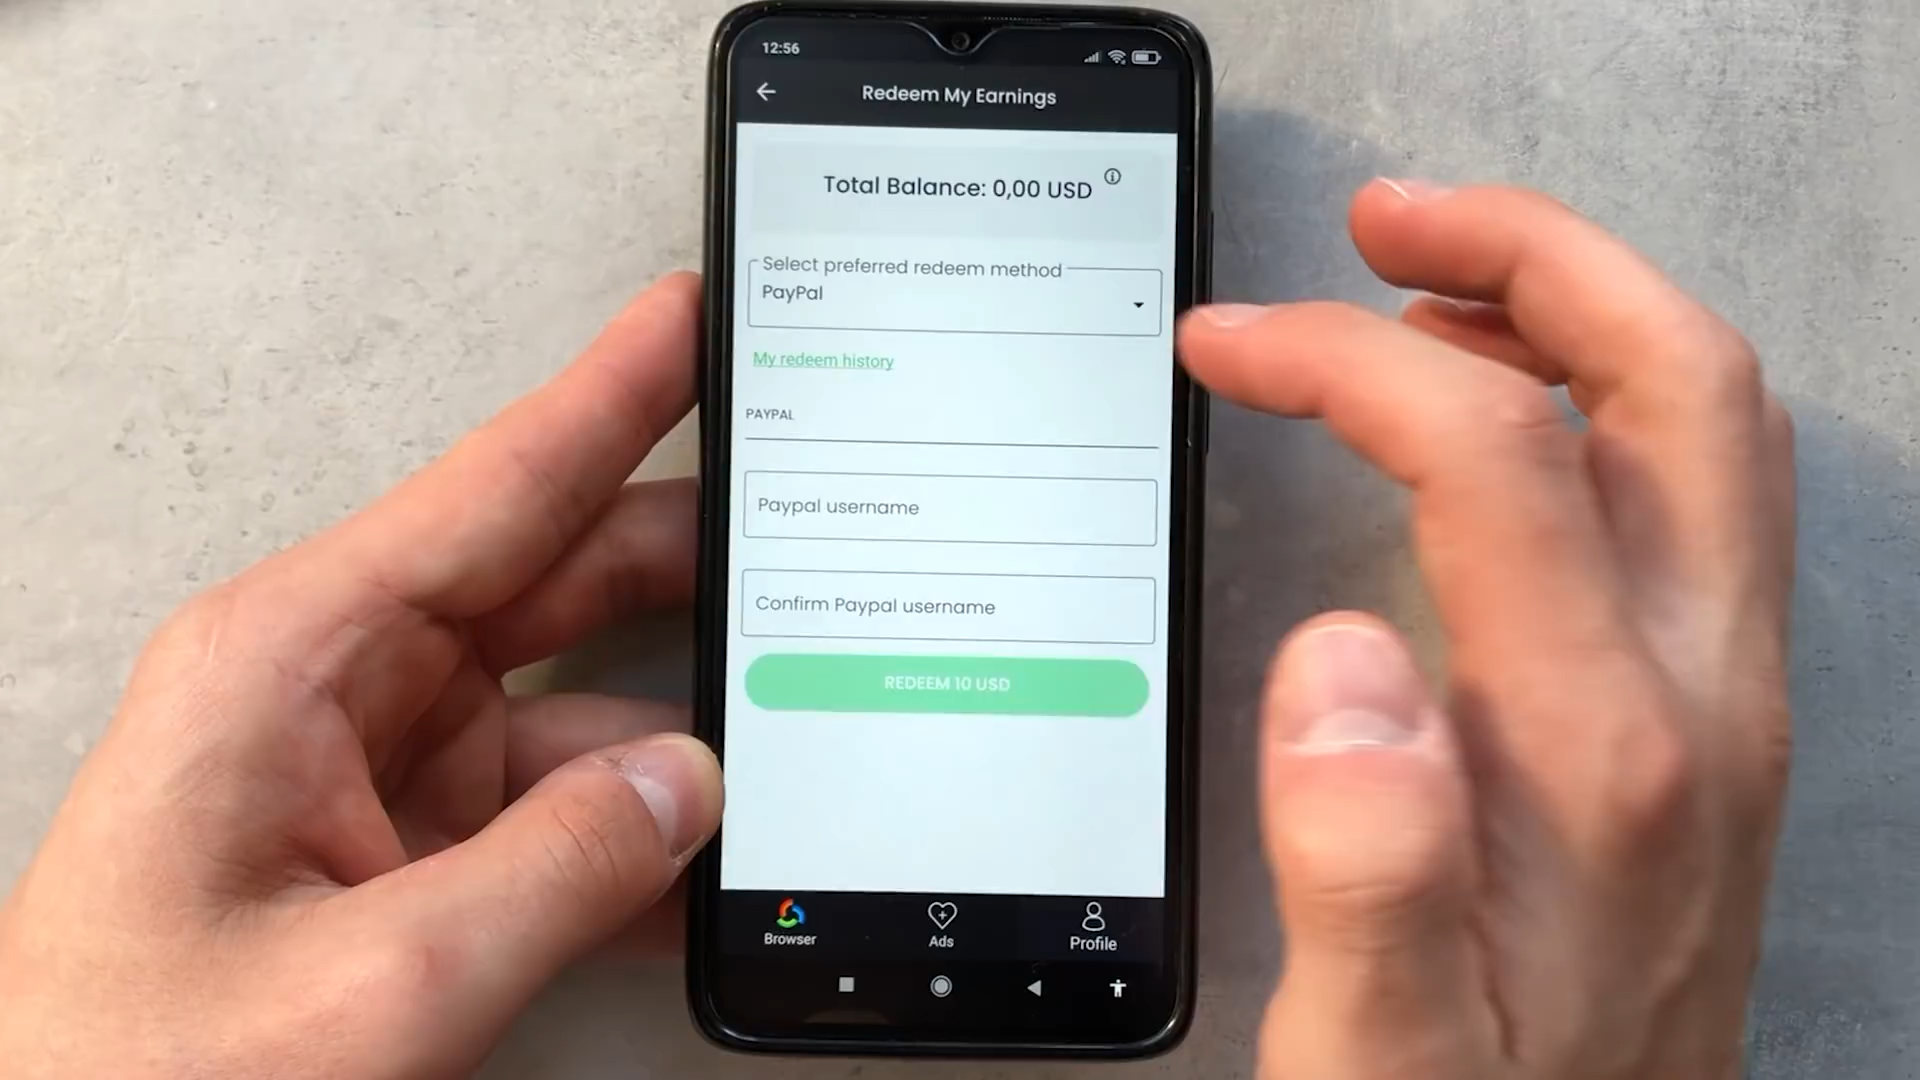 12:56
Redeem My Earnings
Total Balance: 0,00 USD
Select preferred redeem method
PayPal
My redeem history
PAYPAL
Paypal username
Confirm Paypal username
REDEEM 10 USD
Browser
Ads
Profile